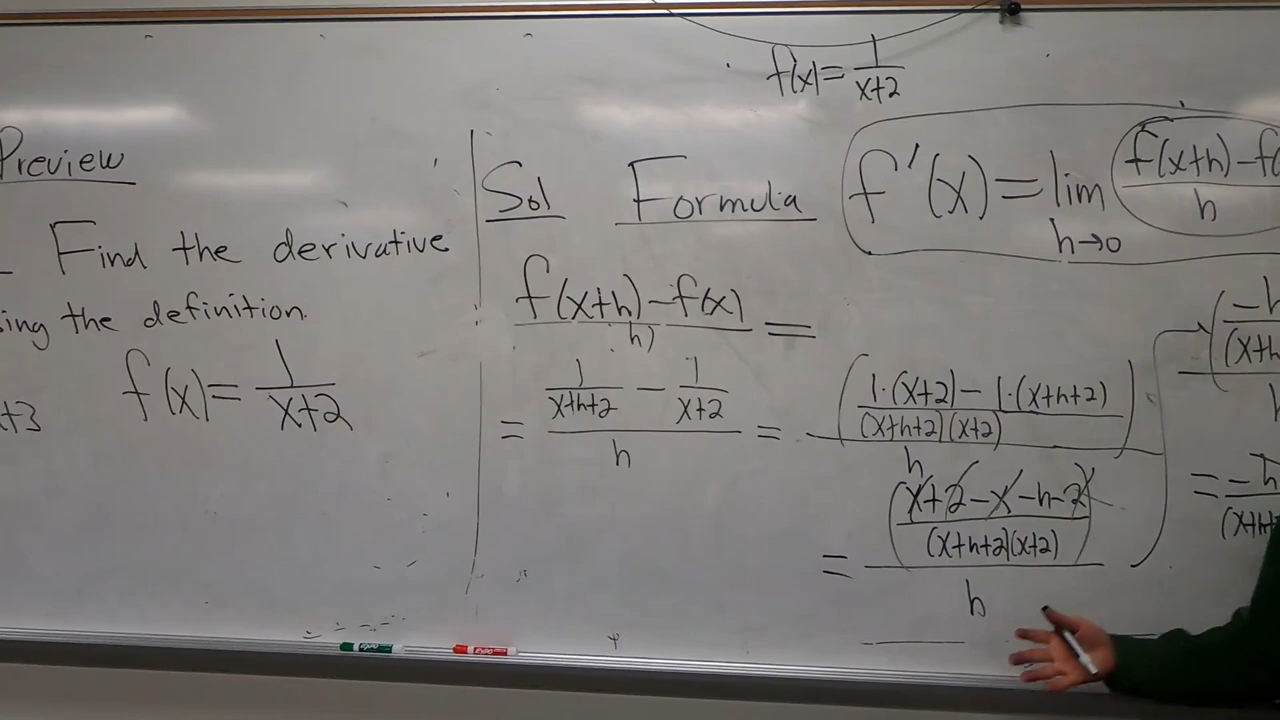 f(x) = 1/(x+2)
Preview
Find the derivative
the definition.
f(x) = 1/(x+2)
+3
Sol Formula f'(x) = lim h→0 (f(x+h) - f(/h
(f(x+h) - f(x))/h =
= (1/(x+h+2) - 1/(x+2))/h = ((1·(x+2) - 1·(x+h+2))/((x+h+2)(x+2)))/h
= ((x+2-x-h-2)/((x+h+2)(x+2)))/h
(-h/(x+h
= -h/(x+h+